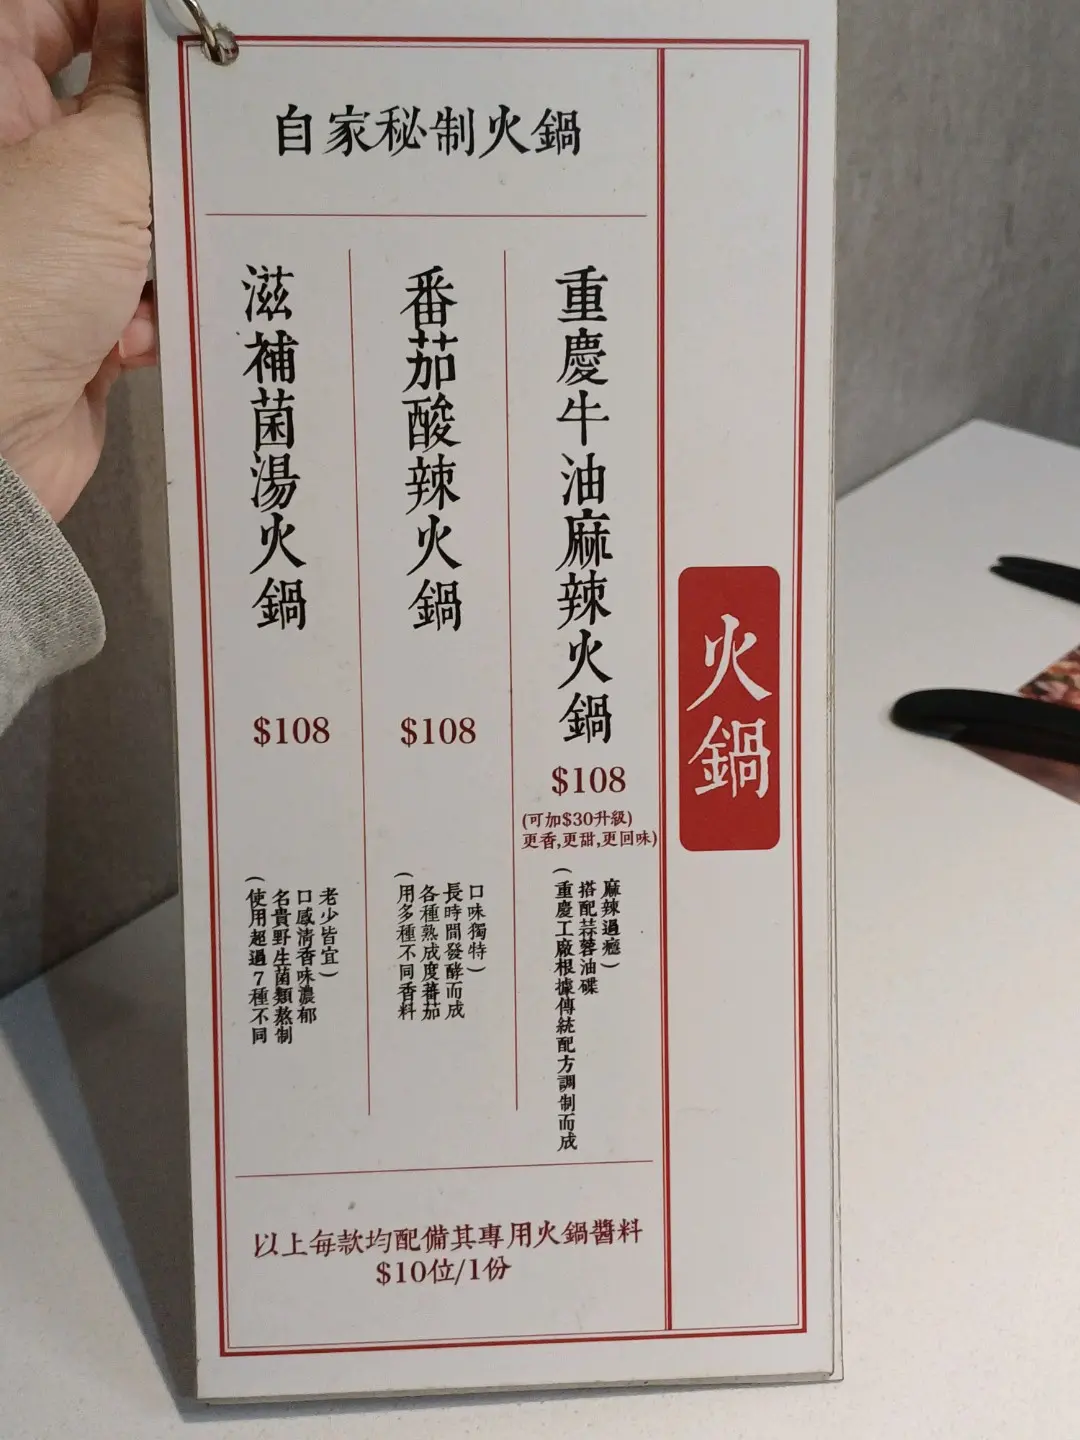 火鍋
自家秘制火鍋
重慶牛油麻辣火鍋
$108
(可加$30升級)
更香,更甜,更回味)
麻辣過癮)
搭配蒜蓉油碟
(重慶工廠根據傳統配方調制而成
番茄酸辣火鍋
$108
口味獨特)
長時間發酵而成
各種熟成度蕃茄
(用多種不同香料
滋補菌湯火鍋
$108
老少皆宜)
口感清香味濃郁
名貴野生菌類熬制
(使用超過7種不同
以上每款均配備其專用火鍋醬料
$10位/1份